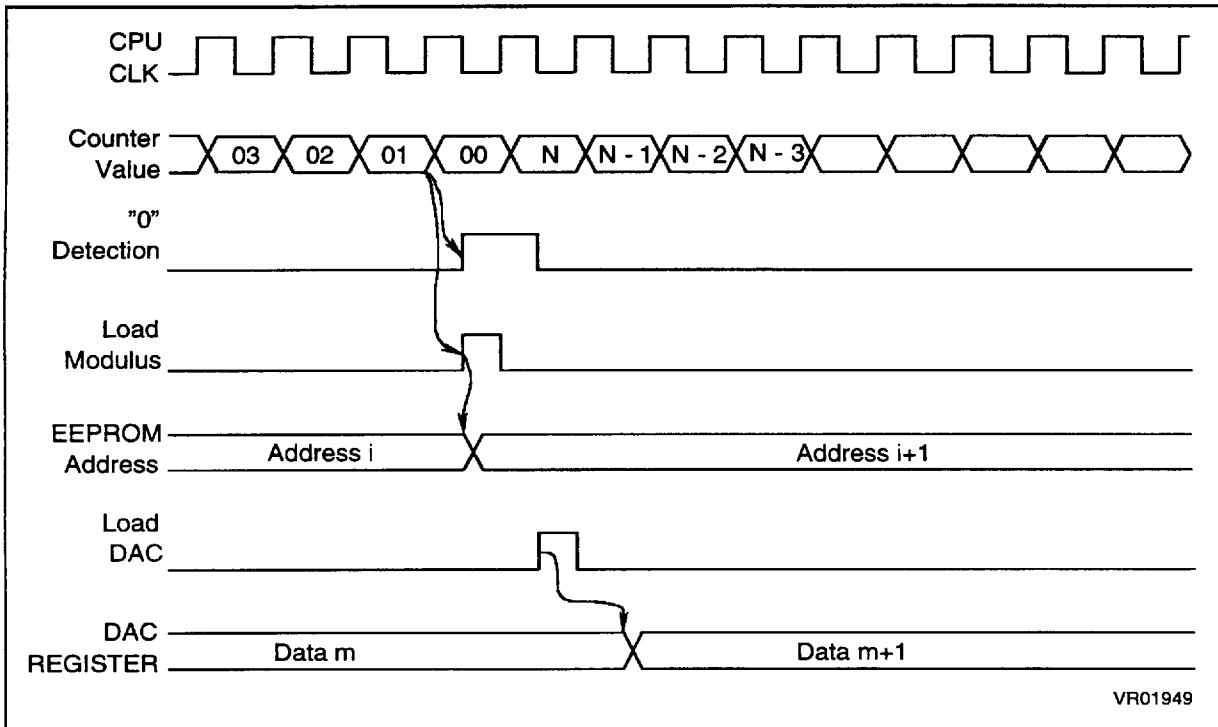 CPU
CLK
Counter
Value
03 02 01 00 N N - 1 N - 2 N - 3
"0"
Detection
Load
Modulus
EEPROM
Address
Address i Address i+1
Load
DAC
DAC
REGISTER
Data m Data m+1
VR01949